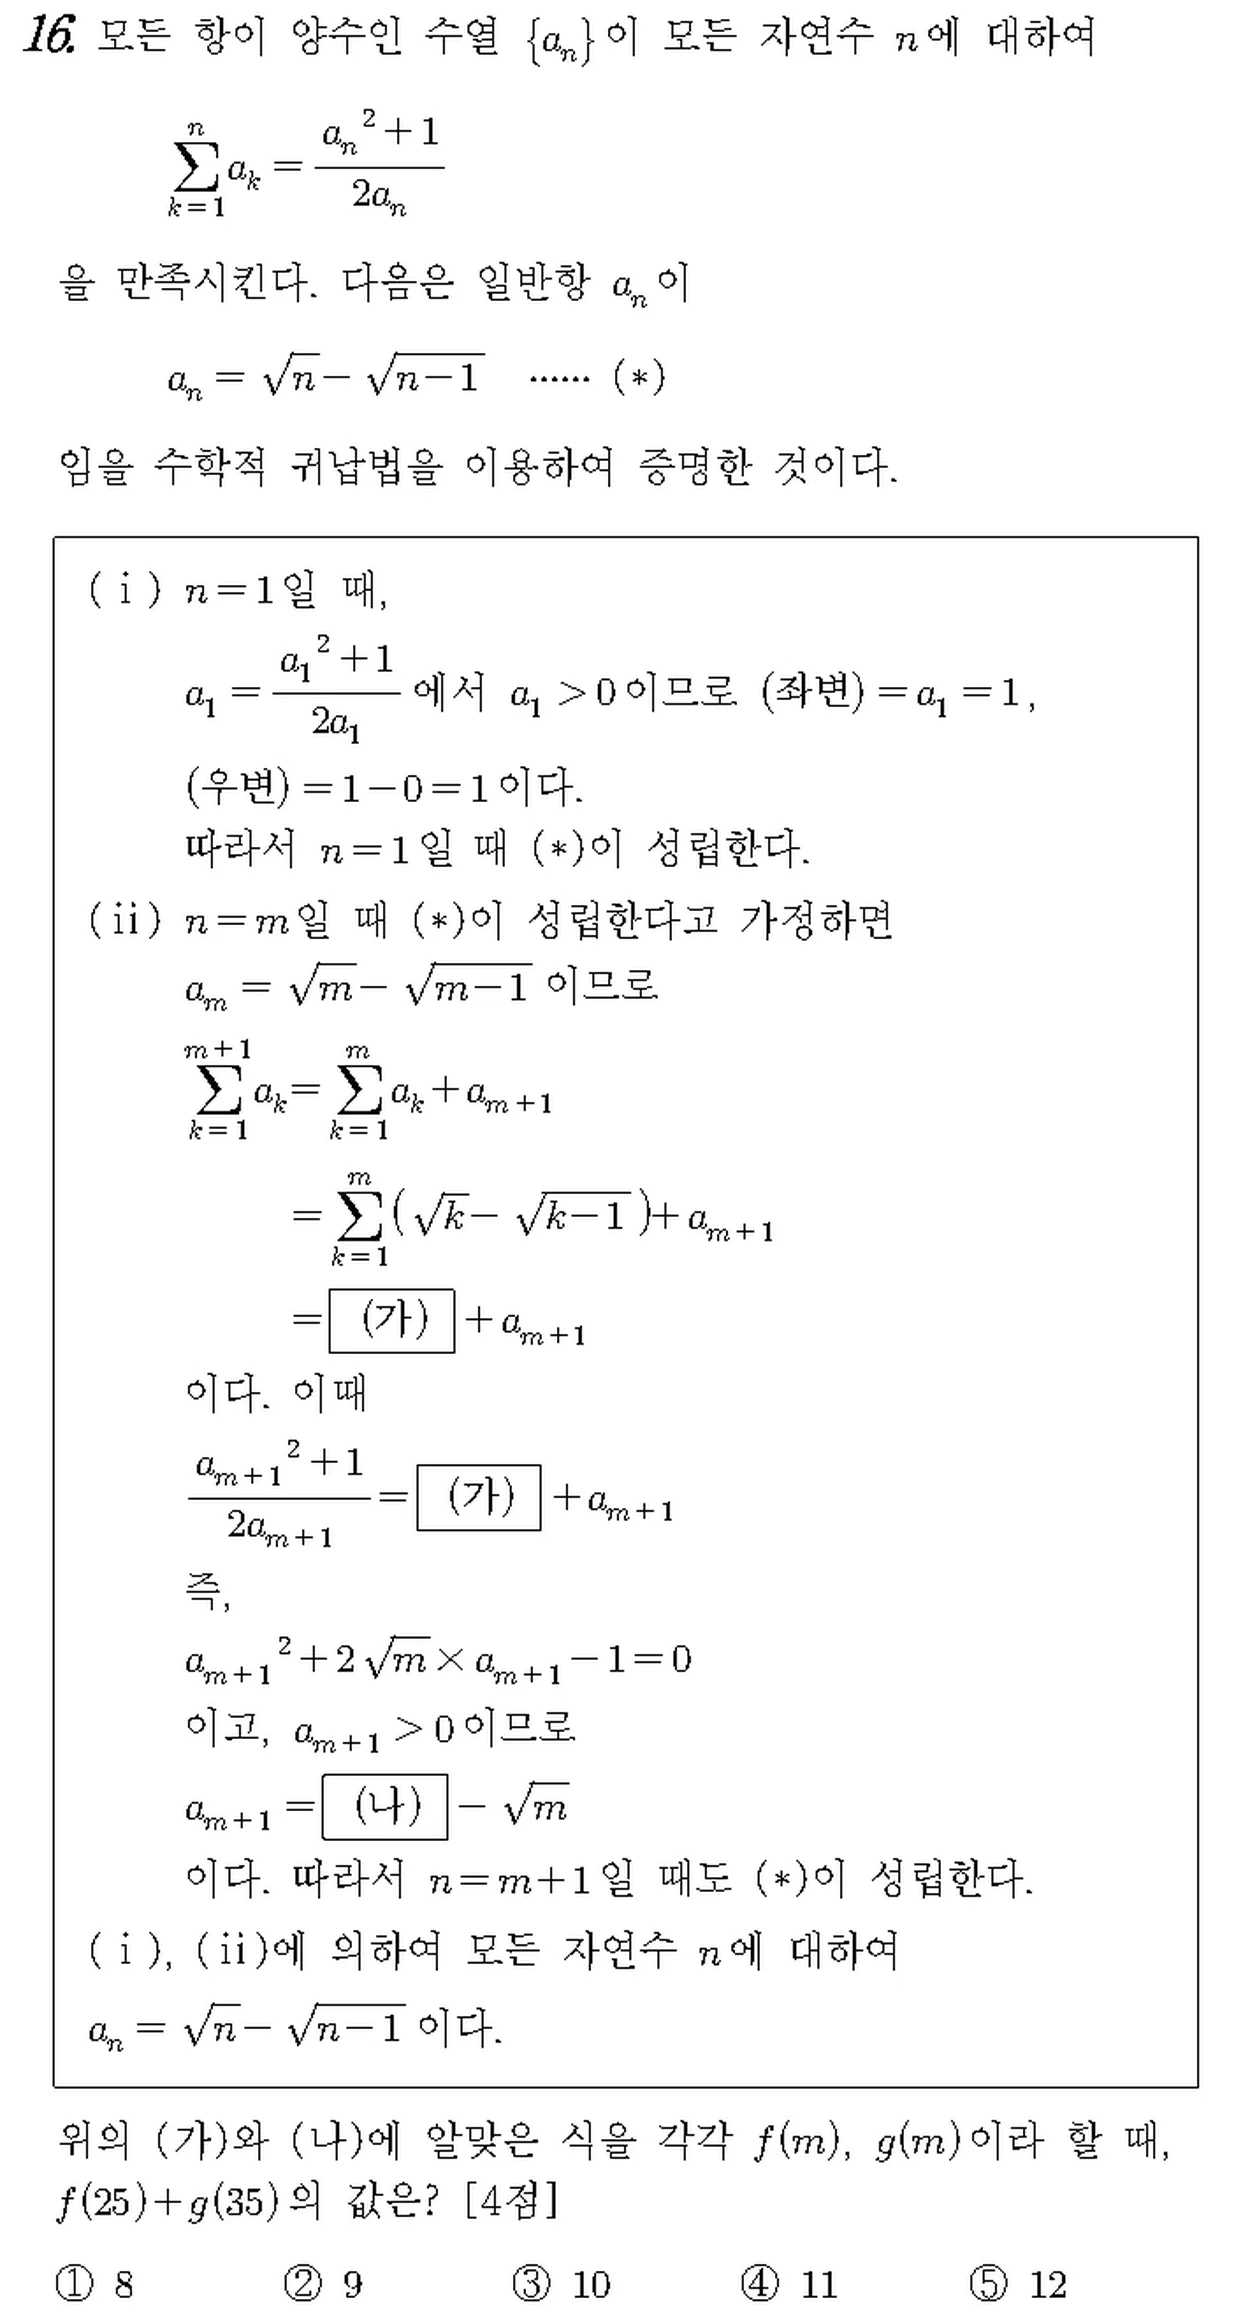 16. 모든 항이 양수인 수열 {aₙ}이 모든 자연수 n에 대하여
∑_{k=1}^{n} a_k = (a_n² + 1)/(2a_n)
을 만족시킨다. 다음은 일반항 aₙ이
a_n = √n − √(n−1) …… (*)
임을 수학적 귀납법을 이용하여 증명한 것이다.
(ⅰ) n=1일 때,
a₁ = (a₁² + 1)/(2a₁) 에서 a₁ > 0이므로 (좌변) = a₁ = 1,
(우변) = 1−0 = 1이다.
따라서 n=1일 때 (*)이 성립한다.
(ⅱ) n=m일 때 (*)이 성립한다고 가정하면
a_m = √m − √(m−1) 이므로
∑_{k=1}^{m+1} a_k = ∑_{k=1}^{m} a_k + a_{m+1}
= ∑_{k=1}^{m} (√k − √(k−1)) + a_{m+1}
= (가) + a_{m+1}
이다. 이때
(a_{m+1}² + 1)/(2a_{m+1}) = (가) + a_{m+1}
즉,
a_{m+1}² + 2√m × a_{m+1} − 1 = 0
이고, a_{m+1} > 0이므로
a_{m+1} = (나) − √m
이다. 따라서 n=m+1일 때도 (*)이 성립한다.
(ⅰ), (ⅱ)에 의하여 모든 자연수 n에 대하여
a_n = √n − √(n−1) 이다.
위의 (가)와 (나)에 알맞은 식을 각각 f(m), g(m)이라 할 때,
f(25)+g(35)의 값은? [4점]
① 8 ② 9 ③ 10 ④ 11 ⑤ 12